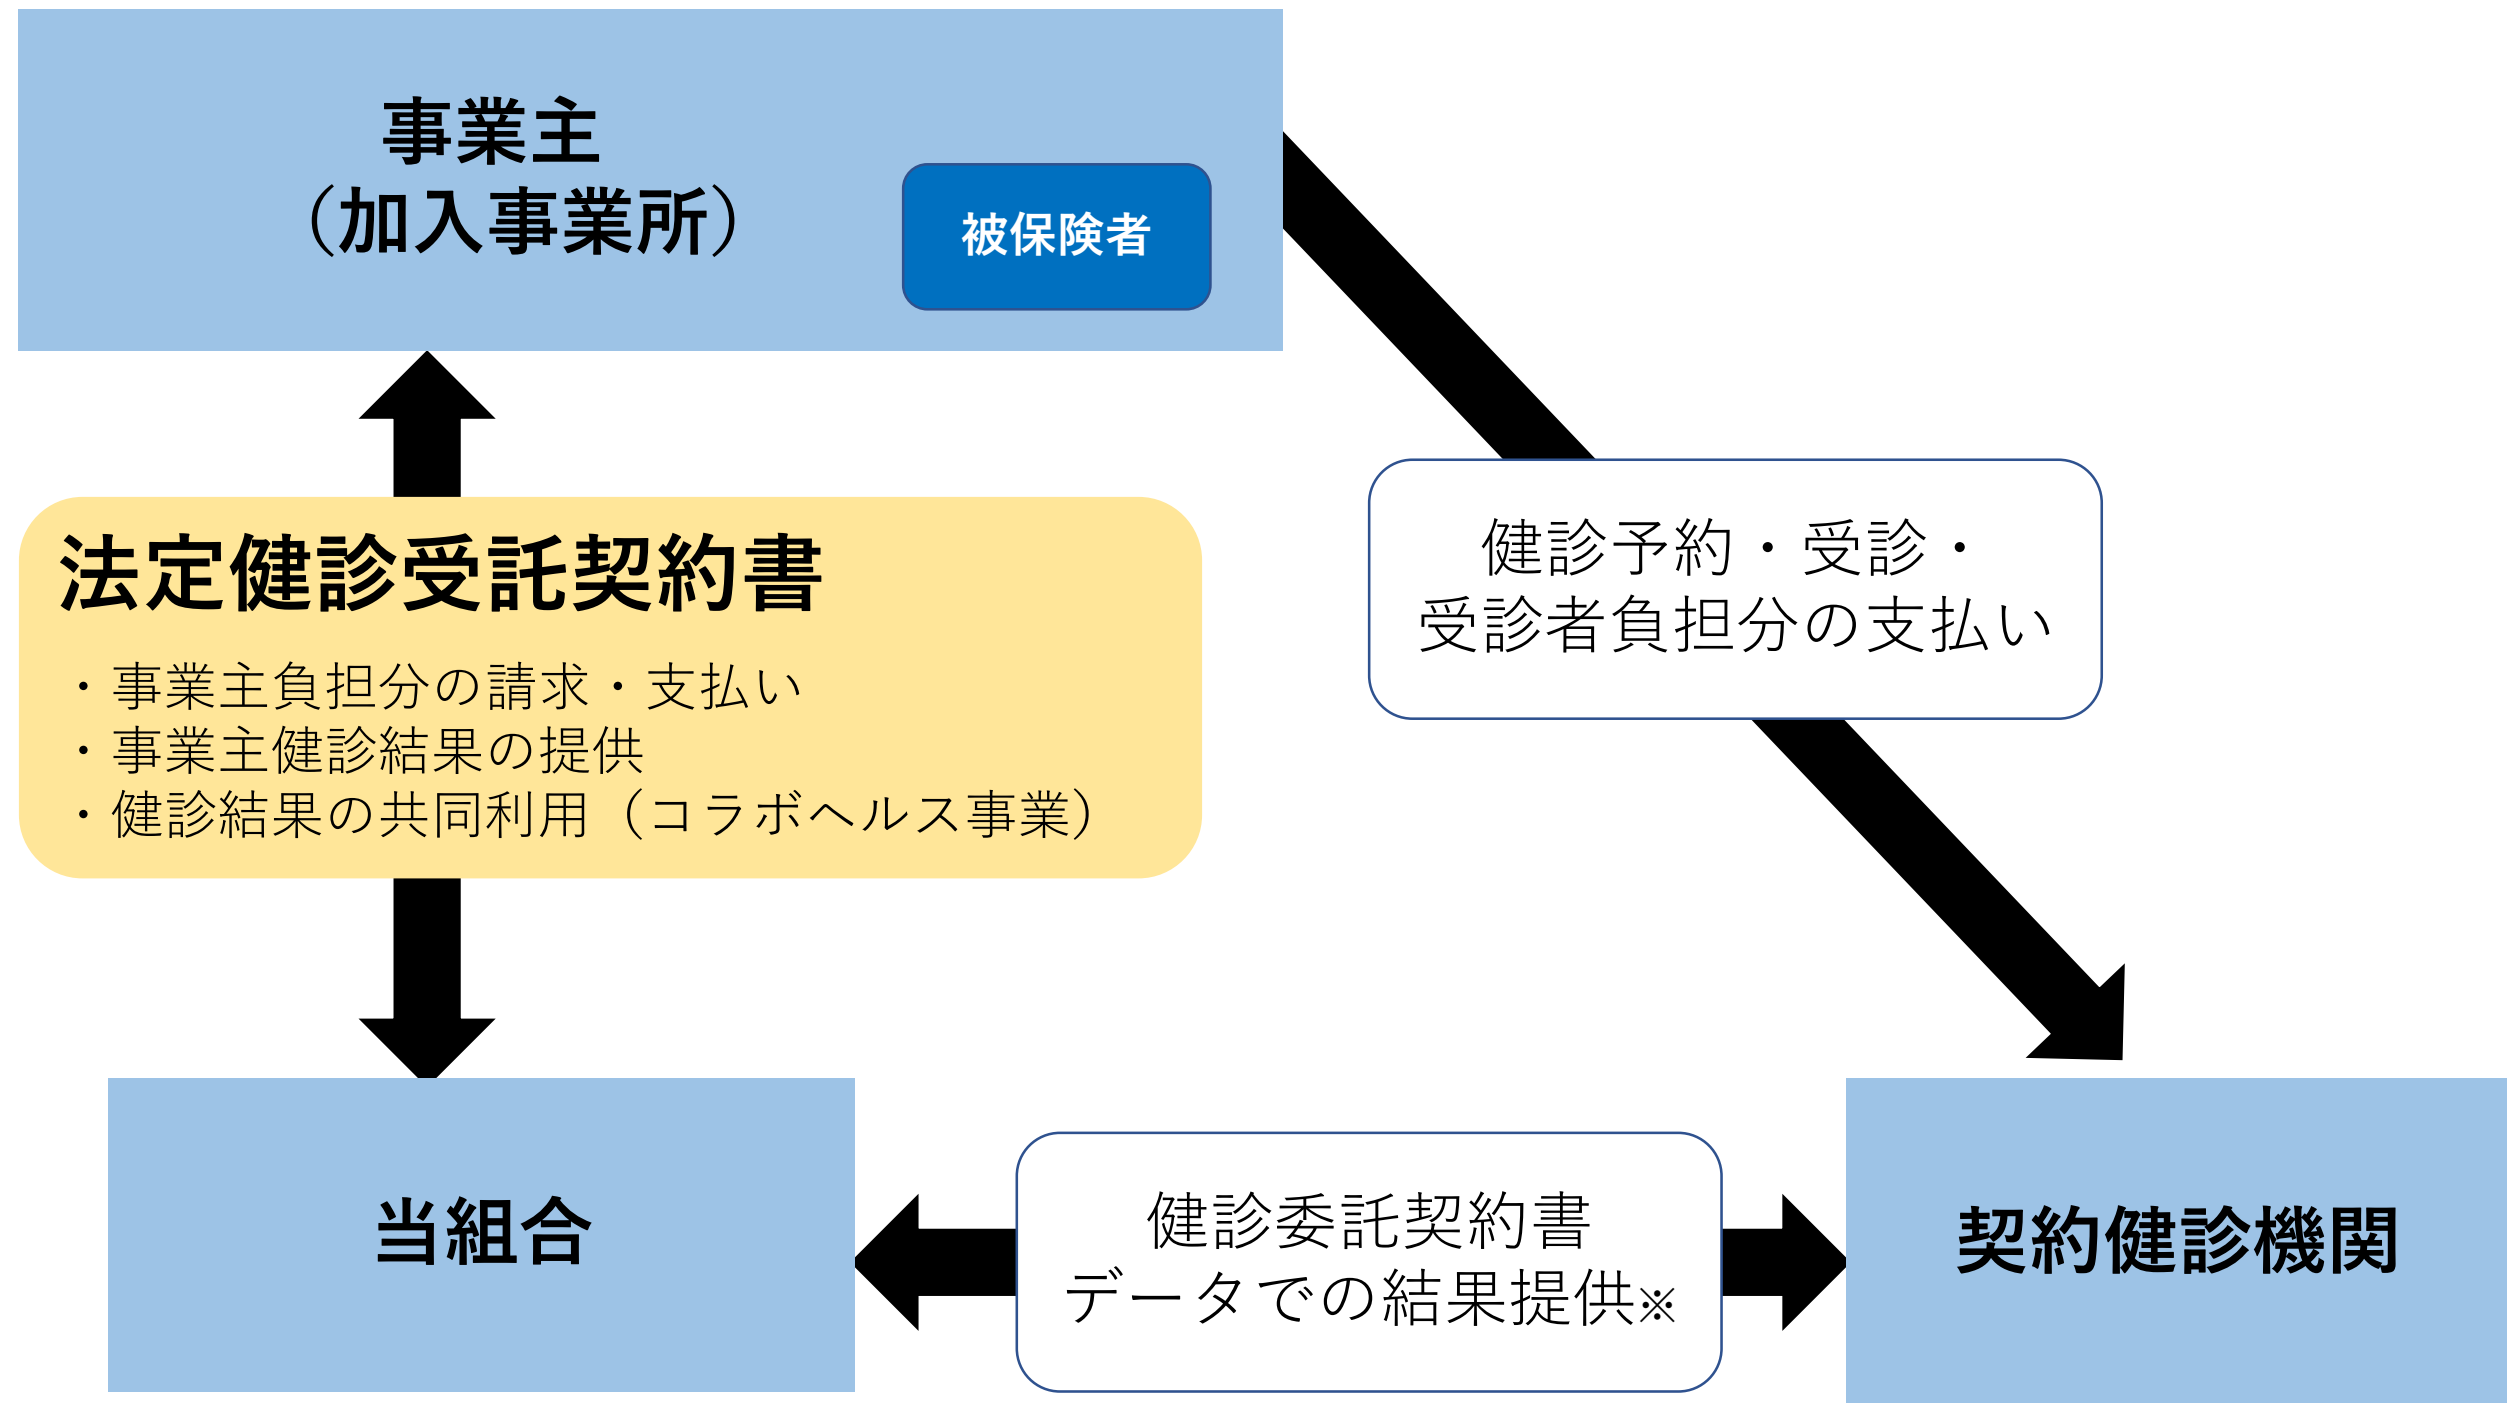 事業主
（加入事業所）
被保険者
健診予約・受診・
受診者負担分の支払い
法定健診受託契約書
・事業主負担分の請求・支払い
・事業主健診結果の提供
・健診結果の共同利用（コラボヘルス事業）
当組合
健診委託契約書
データでの結果提供※
契約健診機関